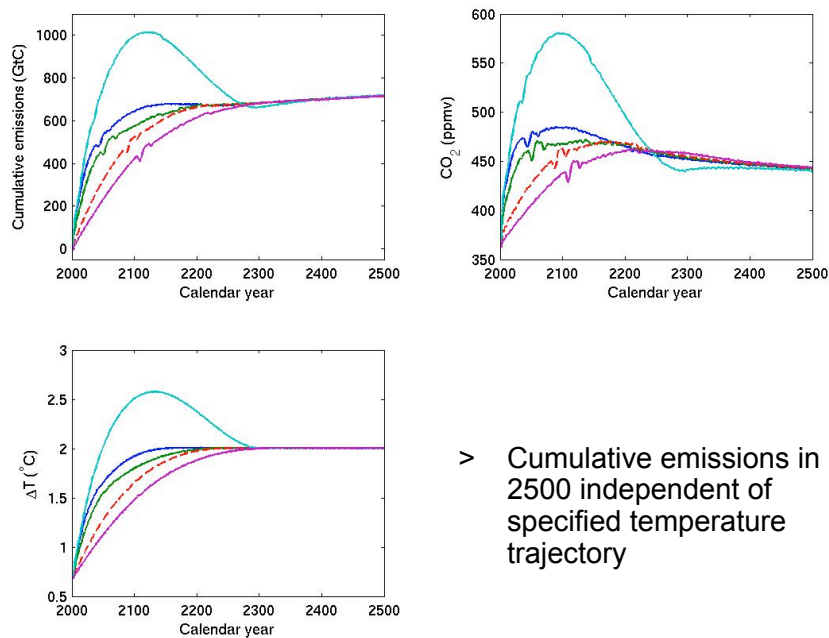 Cumulative emissions (GtC)
1000
800
600
400
200
0
2000 2100 2200 2300 2400 2500
Calendar year
CO2 (ppmv)
600
550
500
450
400
350
2000 2100 2200 2300 2400 2500
Calendar year
ΔT (°C)
3
2.5
2
1.5
1
0.5
2000 2100 2200 2300 2400 2500
Calendar year
> Cumulative emissions in
2500 independent of
specified temperature
trajectory